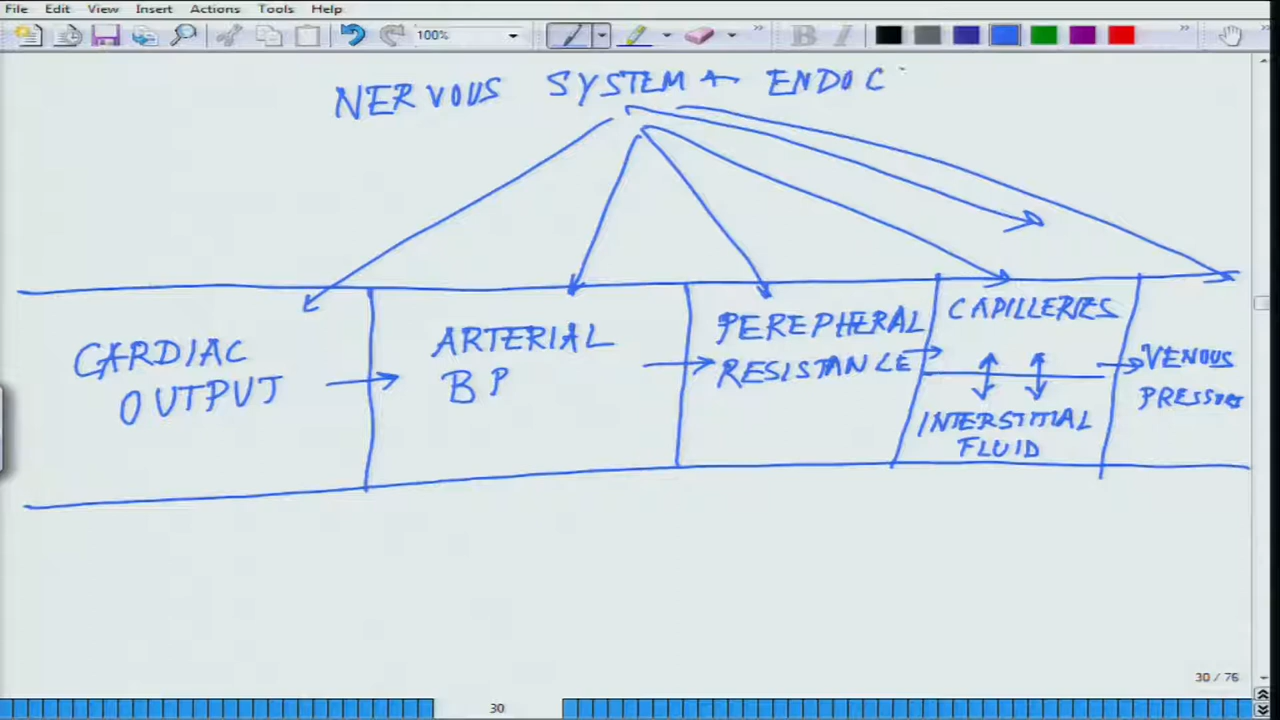 File Edit View Insert Actions Tools Help
100%
NERVOUS SYSTEM + ENDOC
CARDIAC
OUTPUT
ARTERIAL
BP
PEREPHERAL
RESISTANCE
CAPILLERIES
INTERSTITIAL
FLUID
VENOUS
PRESSURE
30 / 76
30